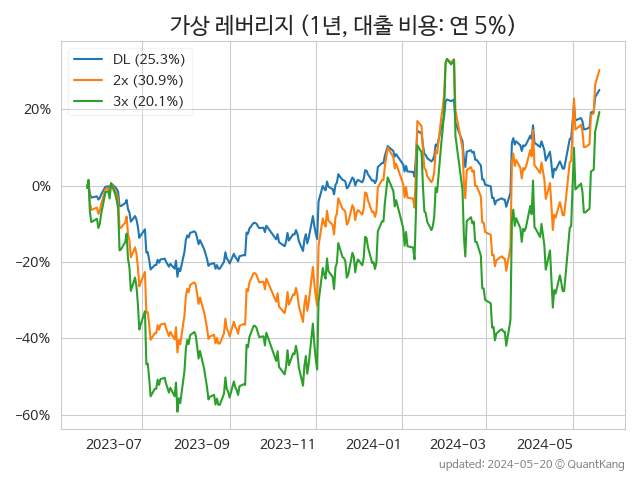 가상 레버리지 (1년, 대출 비용: 연 5%)
DL (25.3%)
2x (30.9%)
3x (20.1%)
20%
0%
−20%
−40%
−60%
2023−07 2023−09 2023−11 2024−01 2024−03 2024−05
updated: 2024-05-20 © QuantKang